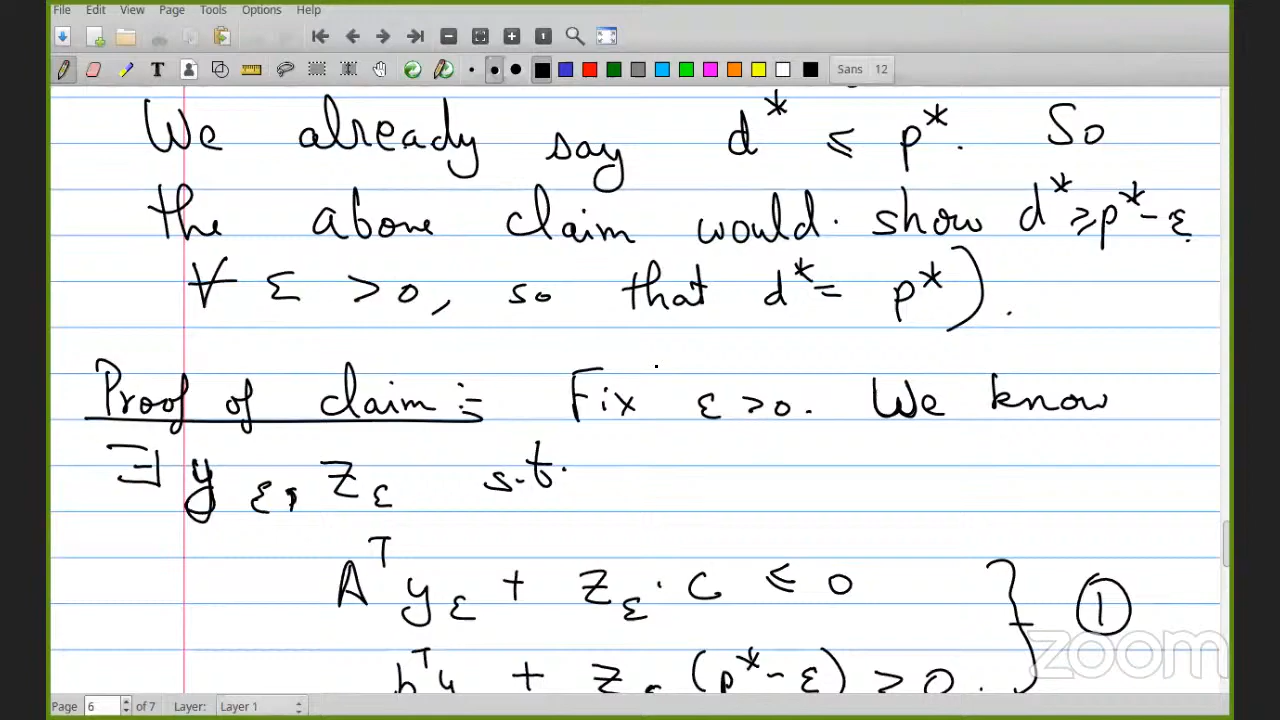 File Edit View Page Tools Options Help
Sans 12
We already say d* ≤ p*. So
the above claim would show d* ≥ p* - ε
∀ ε > 0, so that d* = p*).
Proof of claim :- Fix ε > 0. We know
∃ y_ε, z_ε s.t.
A^T y_ε + z_ε · c ≤ 0
} ①
b^T y_ε + z_ε (p* - ε) > 0.
zoom
Page 6 of 7 Layer: Layer 1